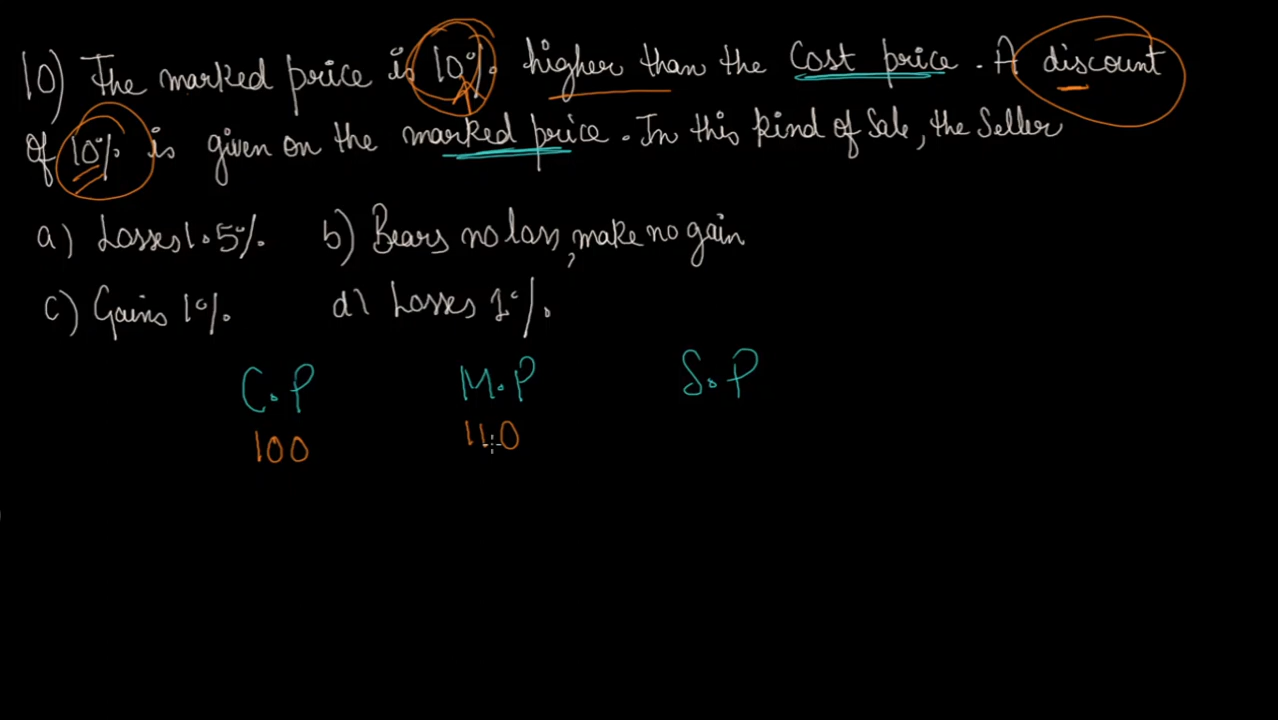 10) The marked price is 10% higher than the Cost price. A discount
of 10% is given on the marked price. In this kind of Sale, the Seller
a) Losses 1.5% b) Bears no loss, make no gain
c) Gains 1% d) Losses 1%.
C.P M.P S.P
100 110